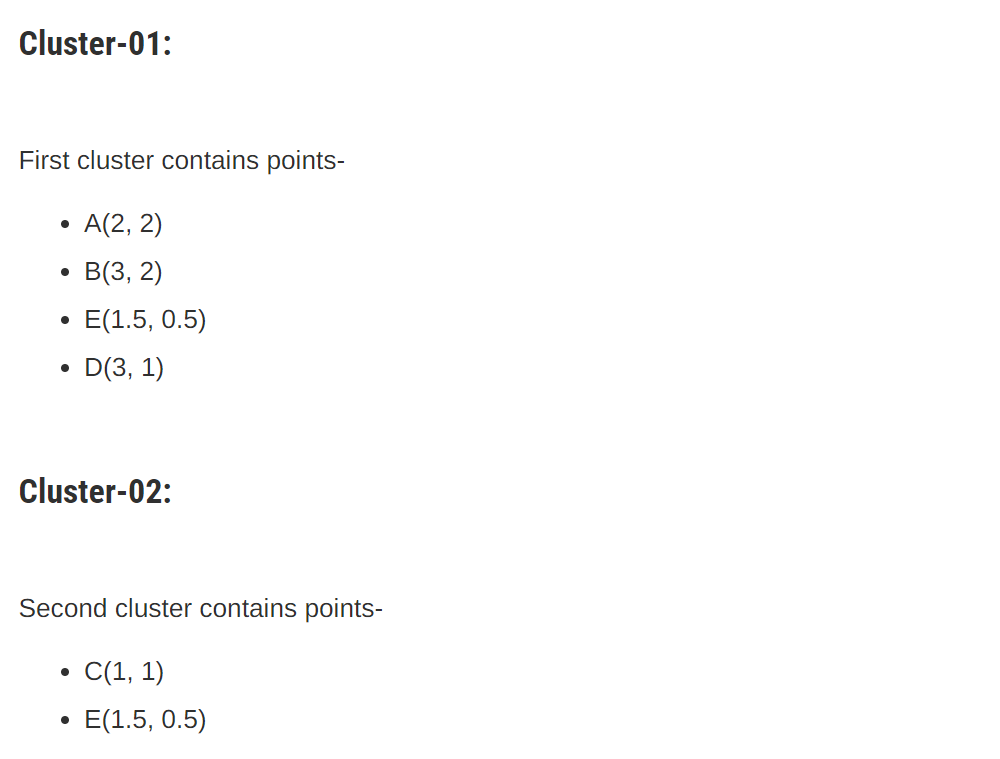 Cluster-01:
First cluster contains points-
• A(2, 2)
• B(3, 2)
• E(1.5, 0.5)
• D(3, 1)
Cluster-02:
Second cluster contains points-
• C(1, 1)
• E(1.5, 0.5)